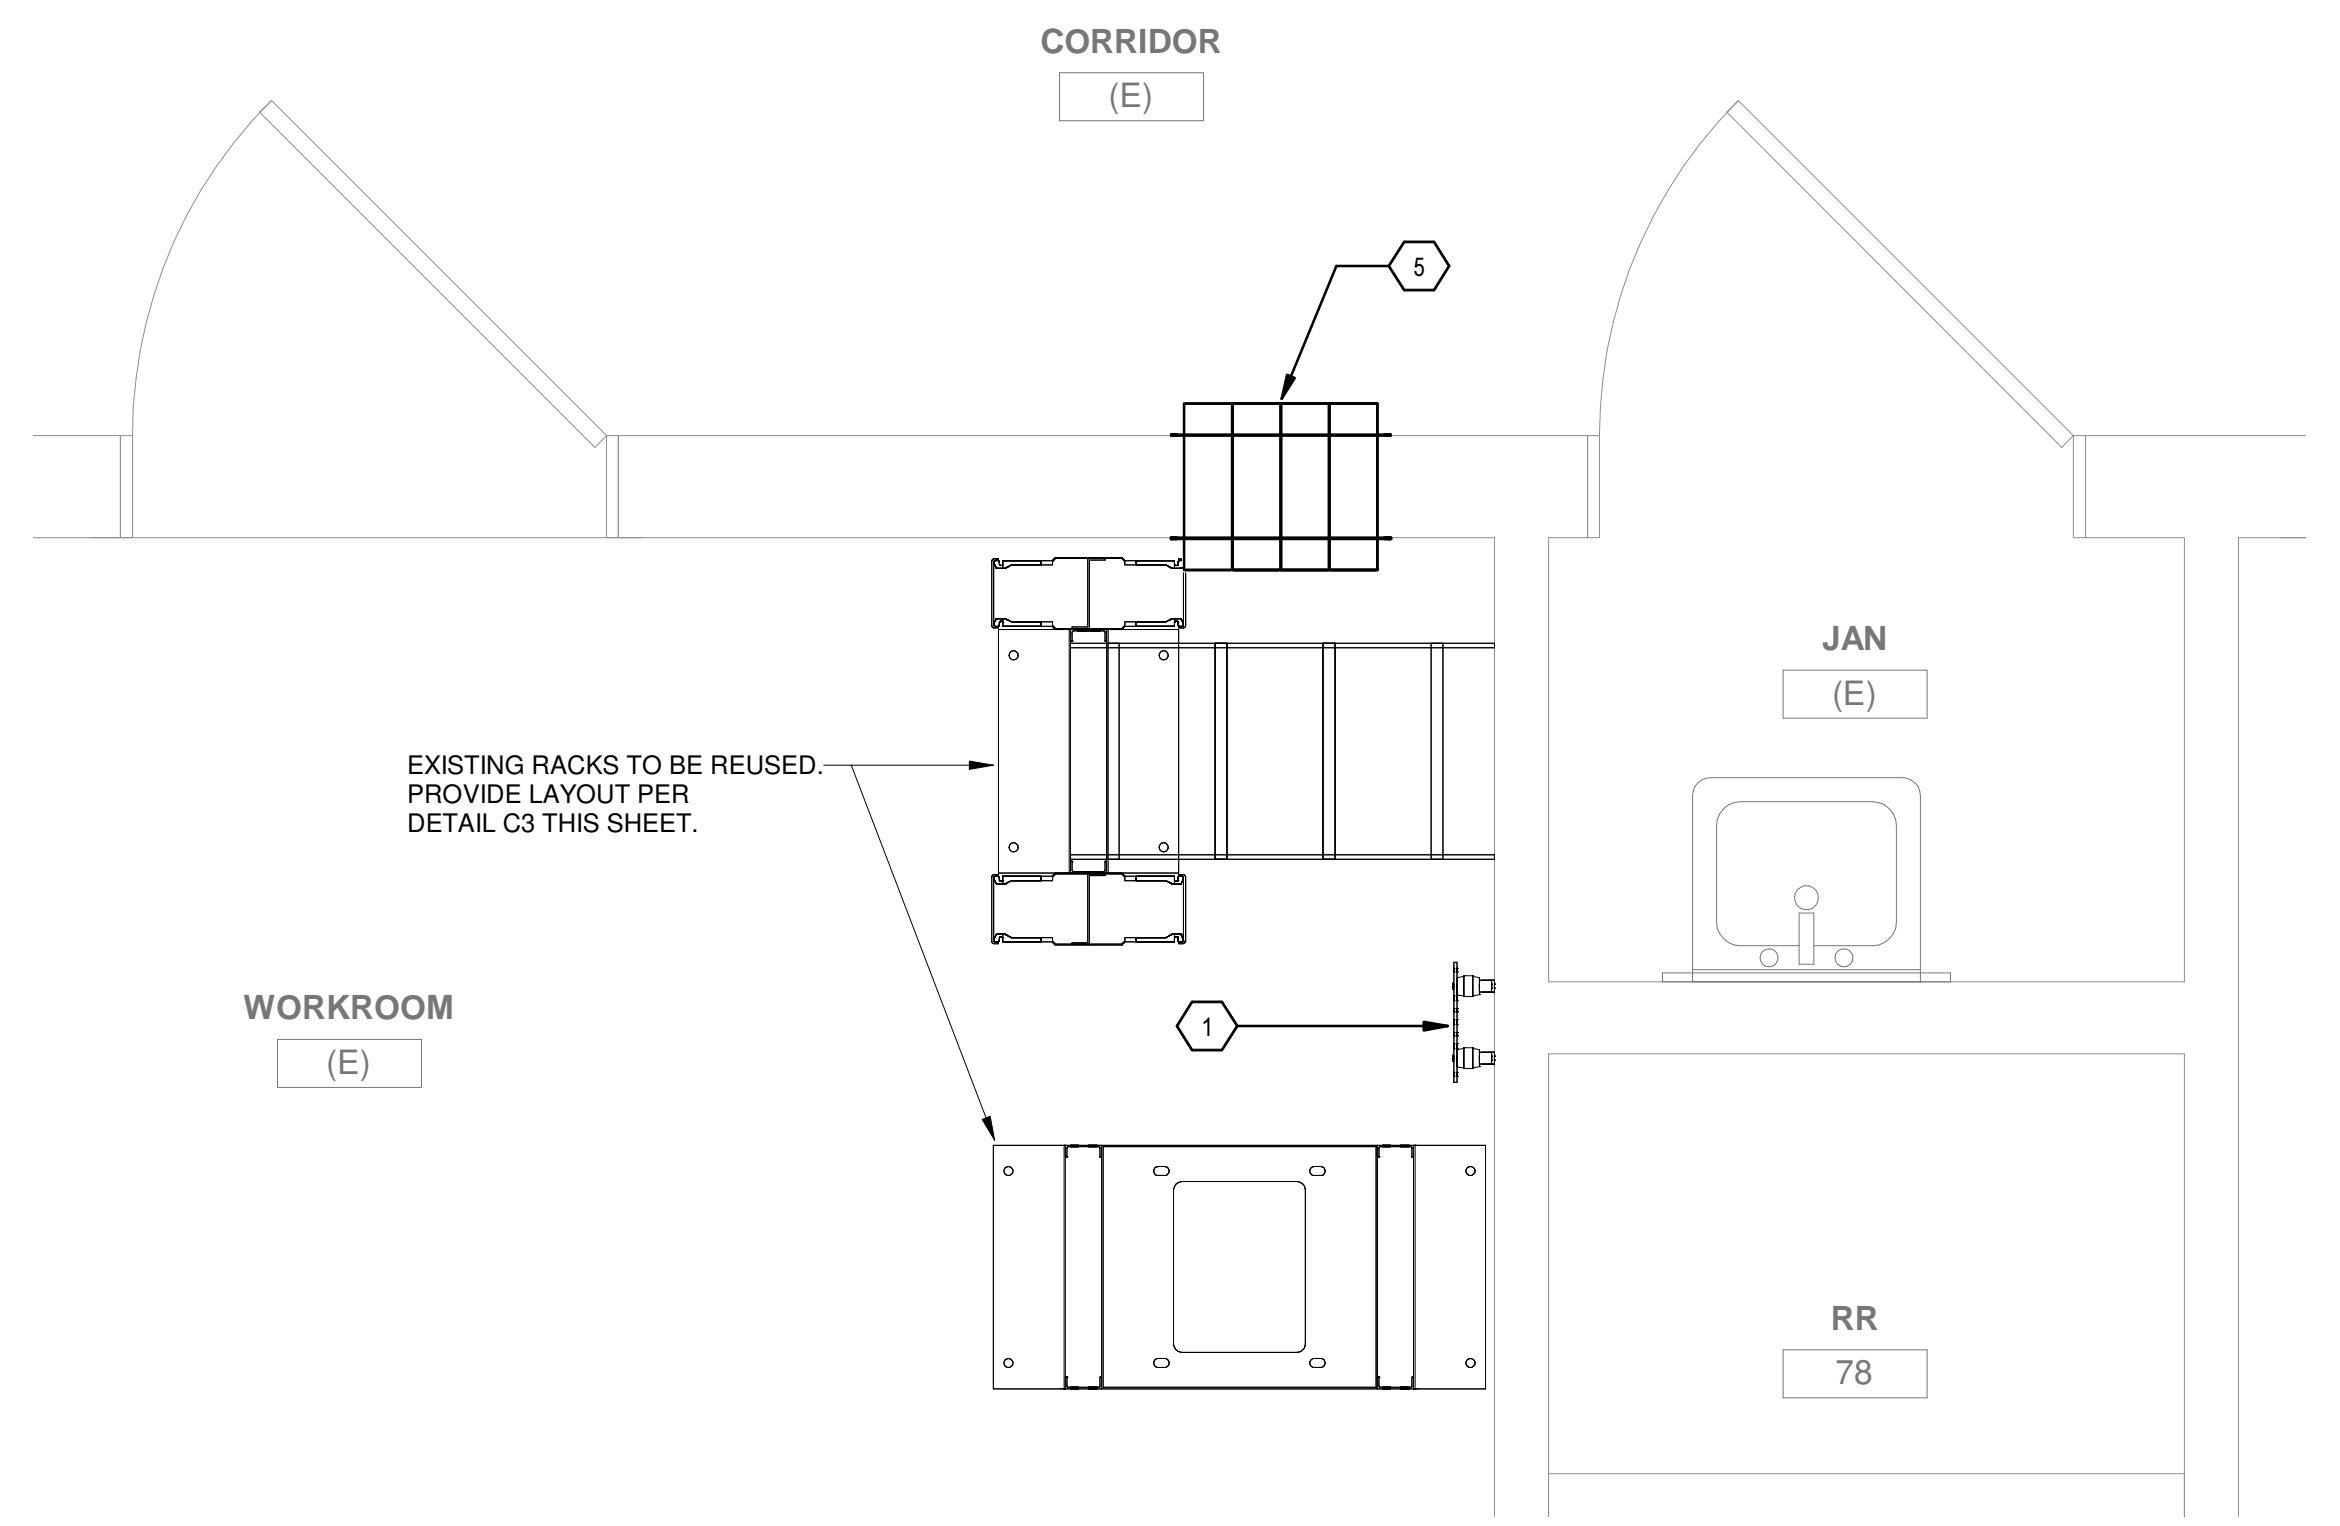 CORRIDOR
(E)
5
JAN
(E)
EXISTING RACKS TO BE REUSED.
PROVIDE LAYOUT PER
DETAIL C3 THIS SHEET.
WORKROOM
(E)
1
RR
78